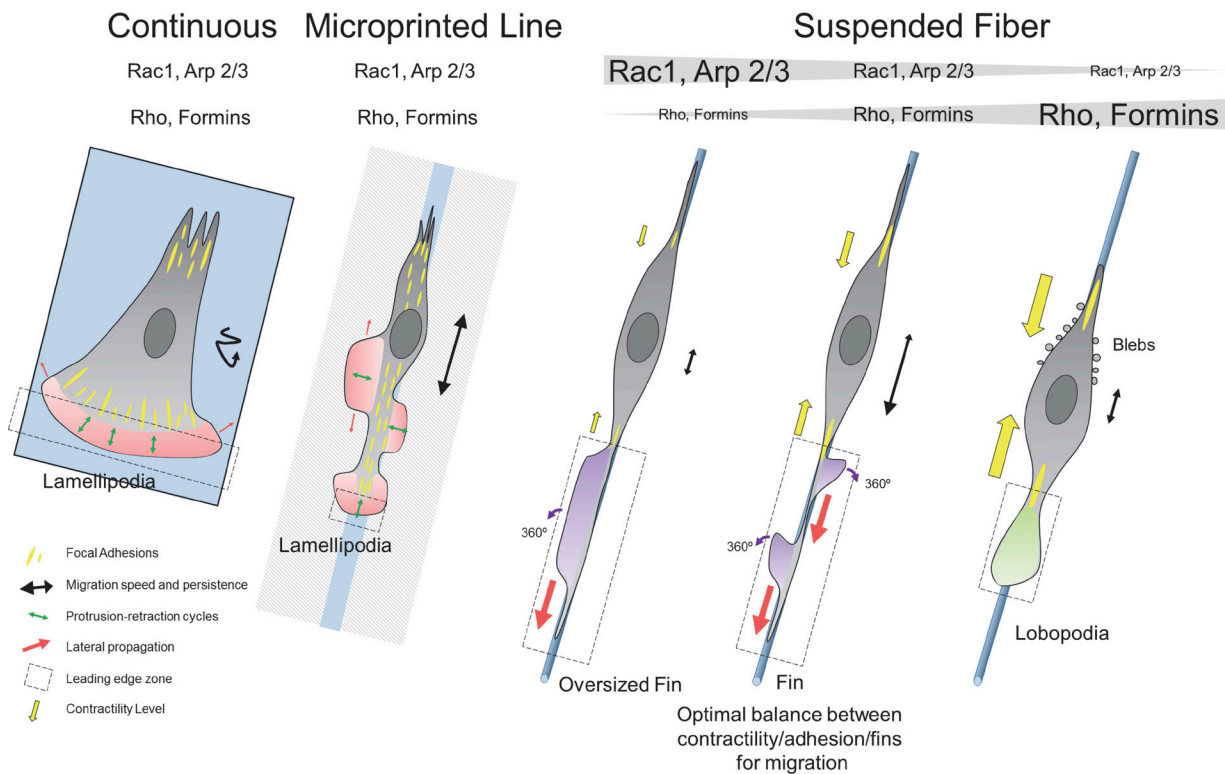 Continuous
Microprinted Line
Suspended Fiber
Rac1, Arp 2/3
Rac1, Arp 2/3
Rac1, Arp 2/3
Rac1, Arp 2/3
Rac1, Arp 2/3
Rho, Formins
Rho, Formins
Rho, Formins
Rho, Formins
Rho, Formins
Blebs
Lamellipodia
360º
360º
Lamellipodia
360º
Focal Adhesions
Migration speed and persistence
Protrusion-retraction cycles
Lateral propagation
Leading edge zone
Contractility Level
Lobopodia
Oversized Fin
Fin
Optimal balance between
contractility/adhesion/fins
for migration